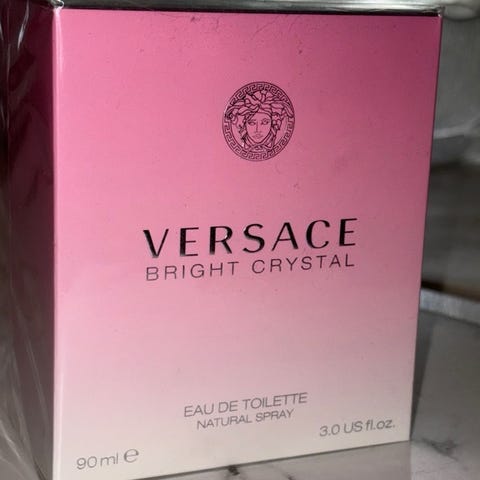 VERSACE
BRIGHT CRYSTAL
EAU DE TOILETTE
NATURAL SPRAY
90 ml ℮
3.0 US fl.oz.